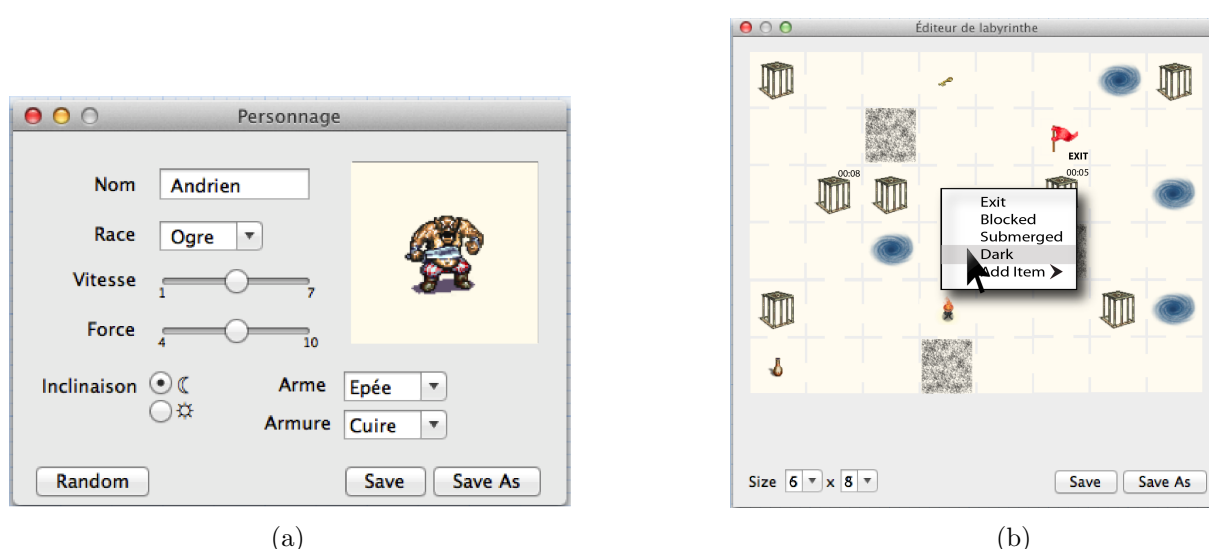 Personnage
Nom Andrien
Race Ogre
Vitesse
1 7
Force
4 10
Inclinaison
Arme Epée
Armure Cuire
Random Save Save As
(a)
Éditeur de labyrinthe
EXIT
00:08 00:05
Exit
Blocked
Submerged
Dark
Add Item
Size 6 x 8 Save Save As
(b)